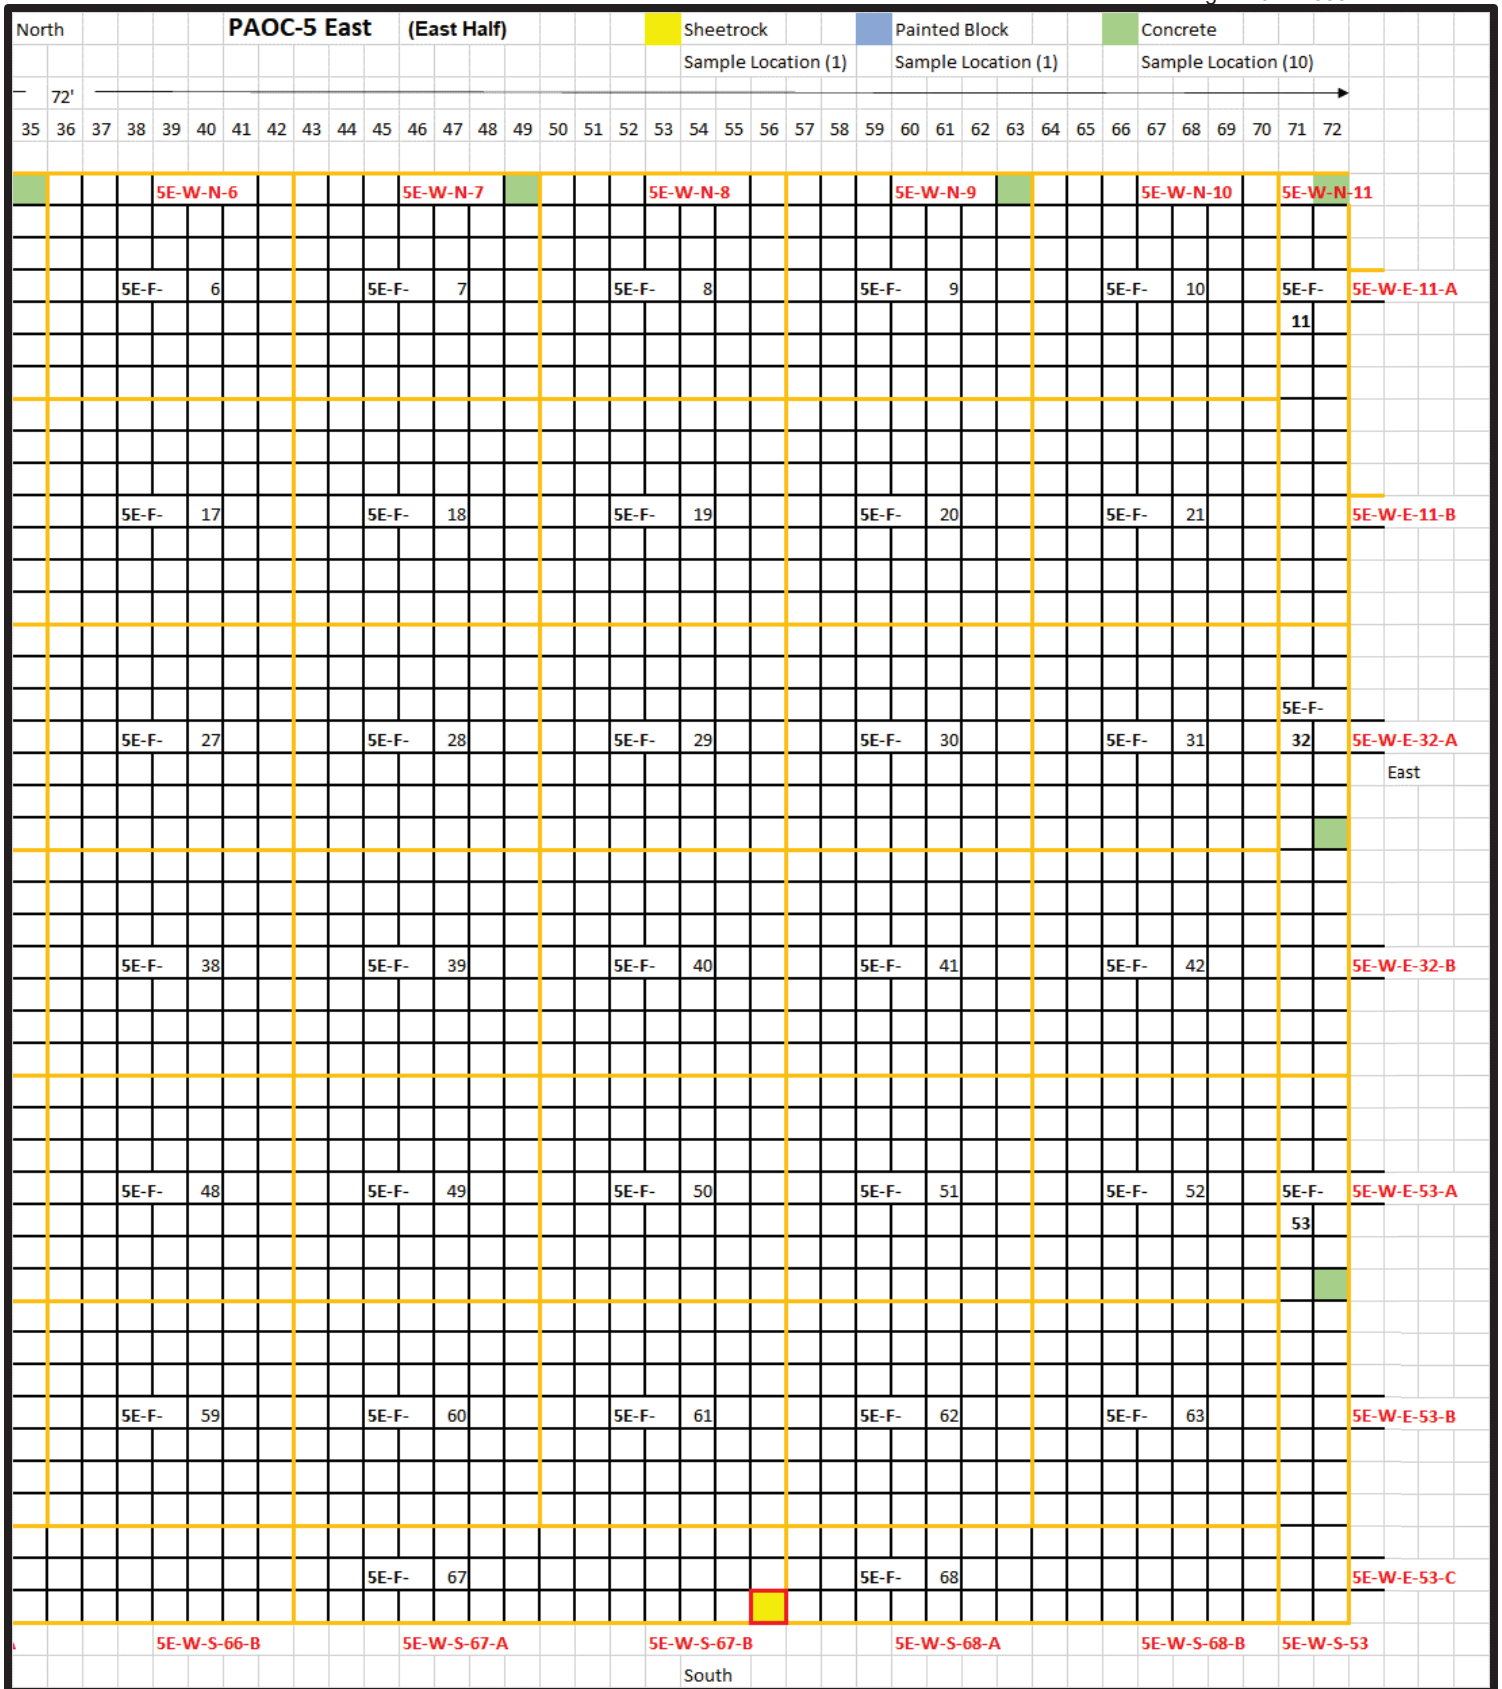 North PAOC-5 East (East Half) Sheetrock Painted Block Concrete
Sample Location (1) Sample Location (1) Sample Location (10)
72'
35 36 37 38 39 40 41 42 43 44 45 46 47 48 49 50 51 52 53 54 55 56 57 58 59 60 61 62 63 64 65 66 67 68 69 70 71 72
5E-W-N-6 5E-W-N-7 5E-W-N-8 5E-W-N-9 5E-W-N-10 5E-W-N-11
5E-F- 6 5E-F- 7 5E-F- 8 5E-F- 9 5E-F- 10 5E-F- 5E-W-E-11-A
11
5E-F- 17 5E-F- 18 5E-F- 19 5E-F- 20 5E-F- 21 5E-W-E-11-B
5E-F-
5E-F- 27 5E-F- 28 5E-F- 29 5E-F- 30 5E-F- 31 32 5E-W-E-32-A
East
5E-F- 38 5E-F- 39 5E-F- 40 5E-F- 41 5E-F- 42 5E-W-E-32-B
5E-F- 48 5E-F- 49 5E-F- 50 5E-F- 51 5E-F- 52 5E-F- 5E-W-E-53-A
53
5E-F- 59 5E-F- 60 5E-F- 61 5E-F- 62 5E-F- 63 5E-W-E-53-B
5E-F- 67 5E-F- 68 5E-W-E-53-C
5E-W-S-66-B 5E-W-S-67-A 5E-W-S-67-B 5E-W-S-68-A 5E-W-S-68-B 5E-W-S-53
South